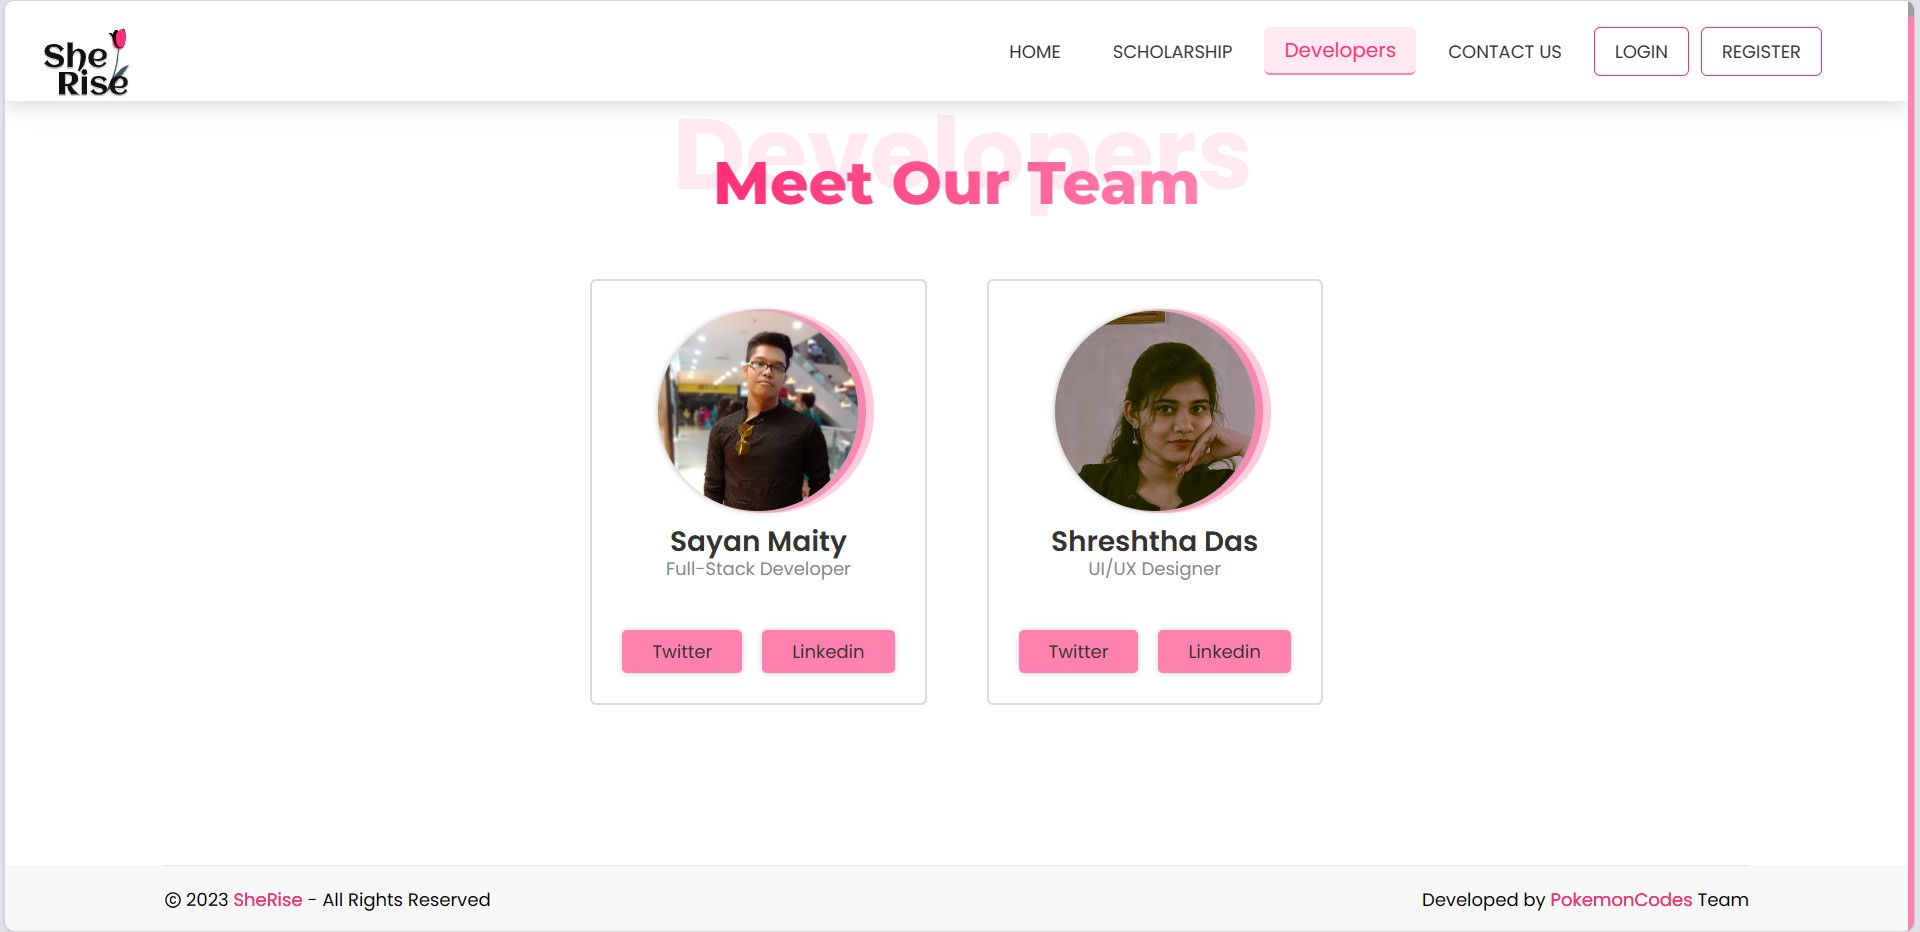 She
Rise
HOME
SCHOLARSHIP
Developers
CONTACT US
LOGIN
REGISTER
Developers
Meet Our Team
Sayan Maity
Full-Stack Developer
Twitter
Linkedin
Shreshtha Das
UI/UX Designer
Twitter
Linkedin
© 2023 SheRise - All Rights Reserved
Developed by PokemonCodes Team